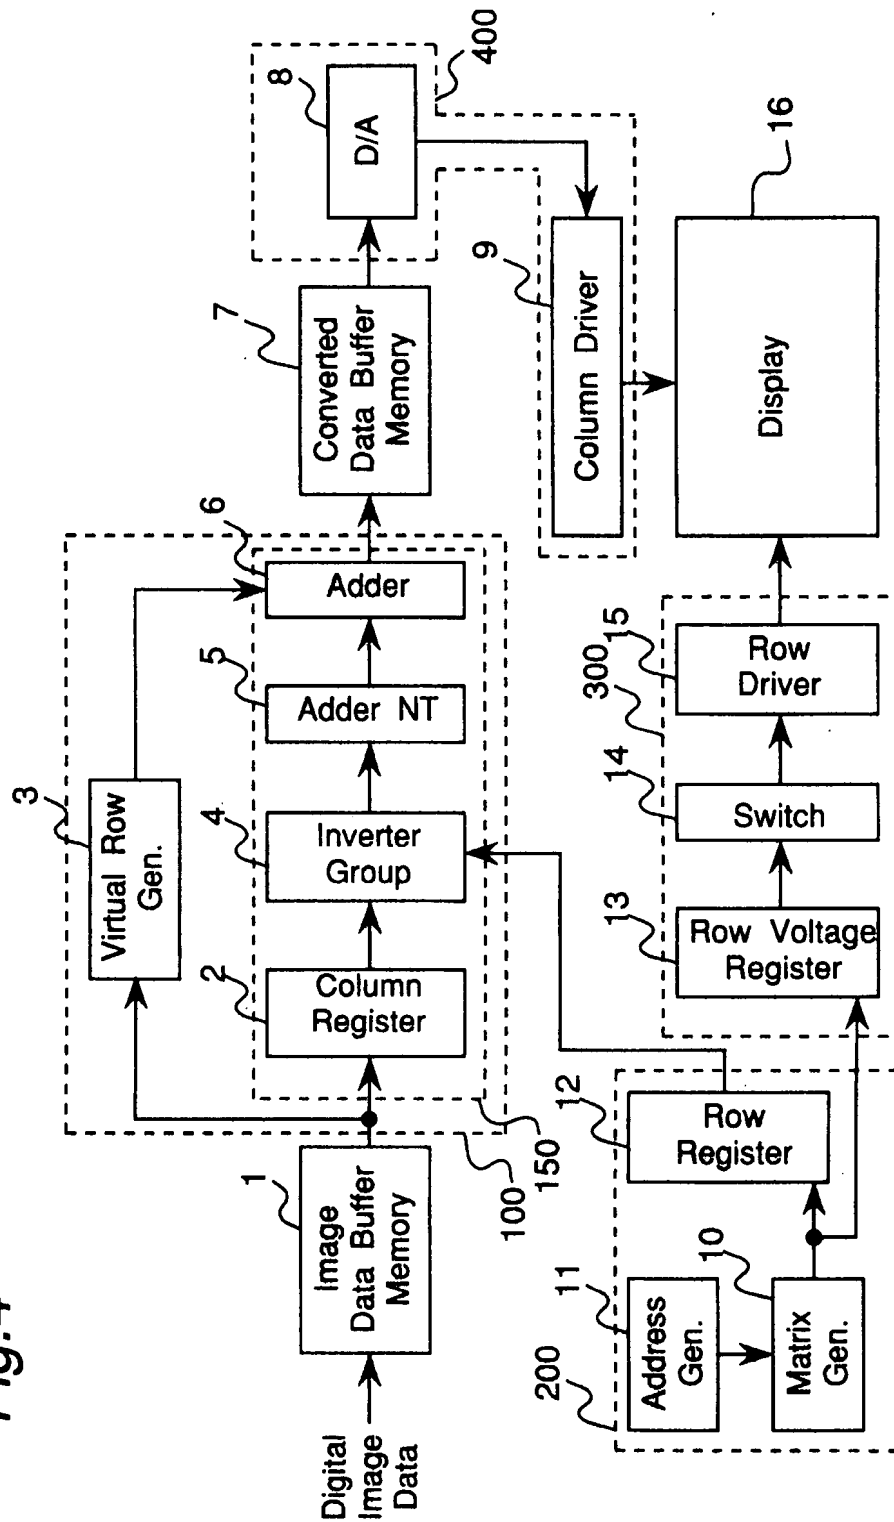 Fig.4
3
Virtual Row
Gen.
1
Image
Data Buffer
Memory
Digital
Image
Data
2
Column
Register
4
Inverter
Group
5
Adder NT
6
Adder
7
Converted
Data Buffer
Memory
8
D/A
400
100
150
9
Column Driver
200
11
Address
Gen.
10
Matrix
Gen.
12
Row
Register
13
Row Voltage
Register
14
Switch
300
15
Row
Driver
16
Display